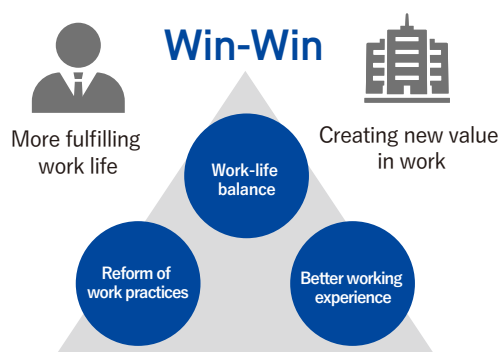 Win-Win
More fulfilling
work life
Creating new value
in work
Work-life
balance
Reform of
work practices
Better working
experience